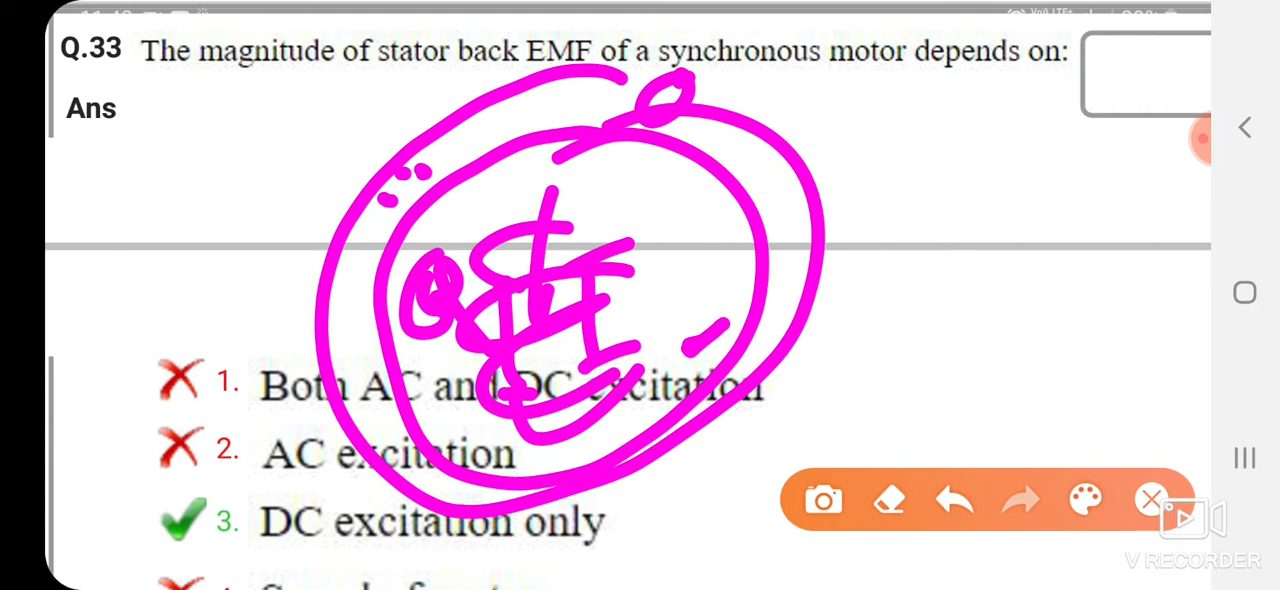 Q.33 The magnitude of stator back EMF of a synchronous motor depends on:
Ans
1. Both AC and DC excitation
2. AC excitation
3. DC excitation only
V RECORDER